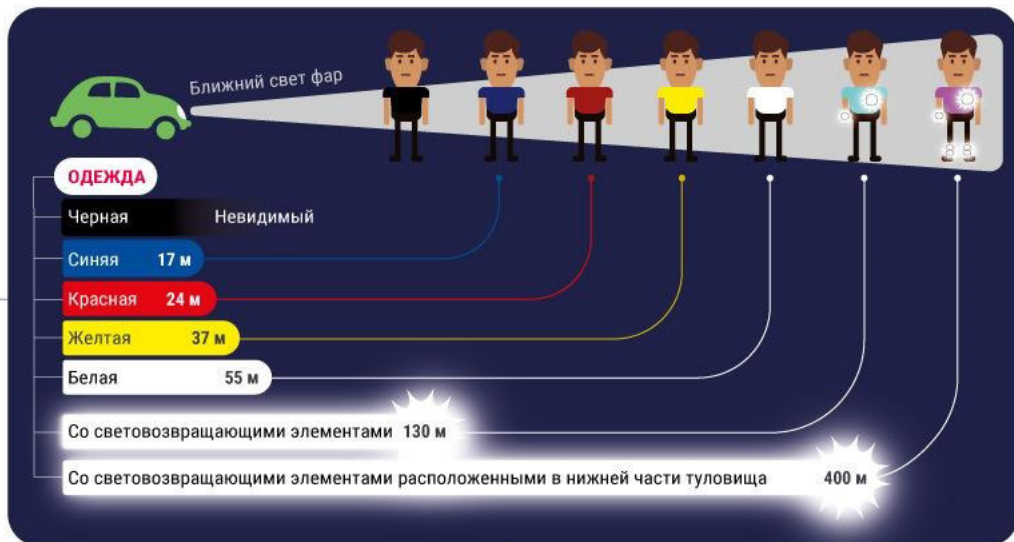 Ближний свет фар
ОДЕЖДА
Черная Невидимый
Синяя 17 м
Красная 24 м
Желтая 37 м
Белая 55 м
Со световозвращающими элементами 130 м
Со световозвращающими элементами расположенными в нижней части туловища 400 м